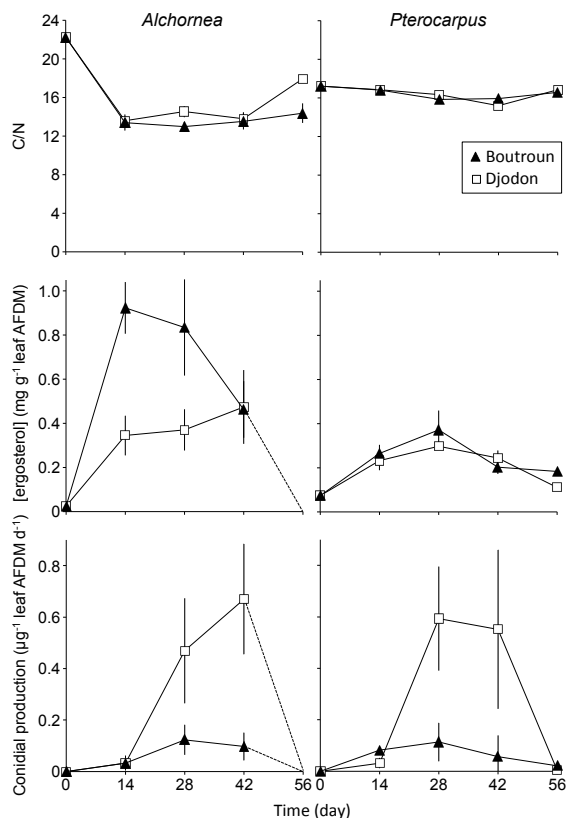 Alchornea
Pterocarpus
24
20
16
12
8
4
0
C/N
Boutroun
Djodon
1.0
0.8
0.6
0.4
0.2
0
[ergosterol] (mg g-1 leaf AFDM)
0.8
0.6
0.4
0.2
0
Conidial production (µg-1 leaf AFDM d-1)
0 14 28 42 56 0 14 28 42 56
Time (day)